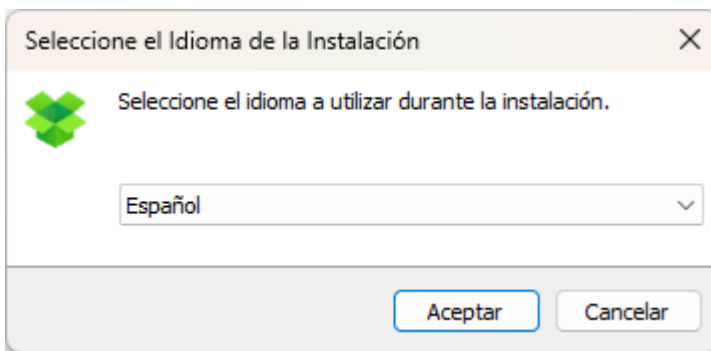 Seleccione el Idioma de la Instalación
Seleccione el idioma a utilizar durante la instalación.
Español
Aceptar
Cancelar